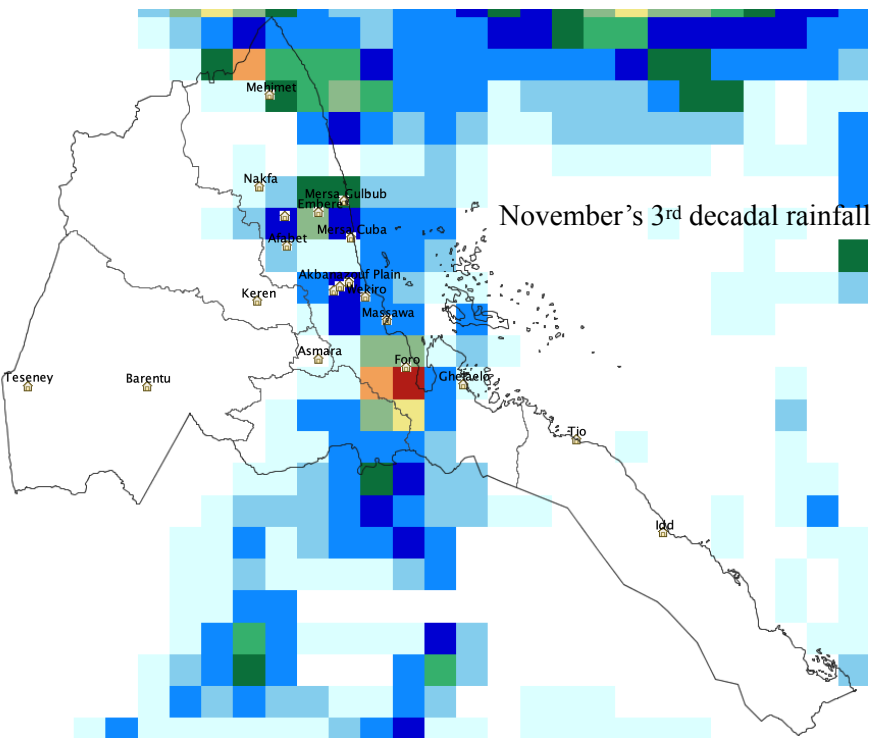 Mehimet
Nakfa
Mersa Gulbub
Embere
November's 3rd decadal rainfall
Mersa Cuba
Afabet
Plain
Keren
Wekiro
Massawa
Asmara
Foro
Teseney
Barentu
Ghelaelo
Tio
Idd